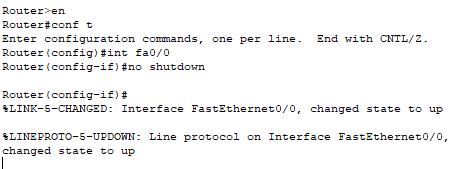 Router>en
Router#conf t
Enter configuration commands, one per line.  End with CNTL/Z.
Router(config)#int fa0/0
Router(config-if)#no shutdown

Router(config-if)#
%LINK-5-CHANGED: Interface FastEthernet0/0, changed state to up

%LINEPROTO-5-UPDOWN: Line protocol on Interface FastEthernet0/0,
changed state to up